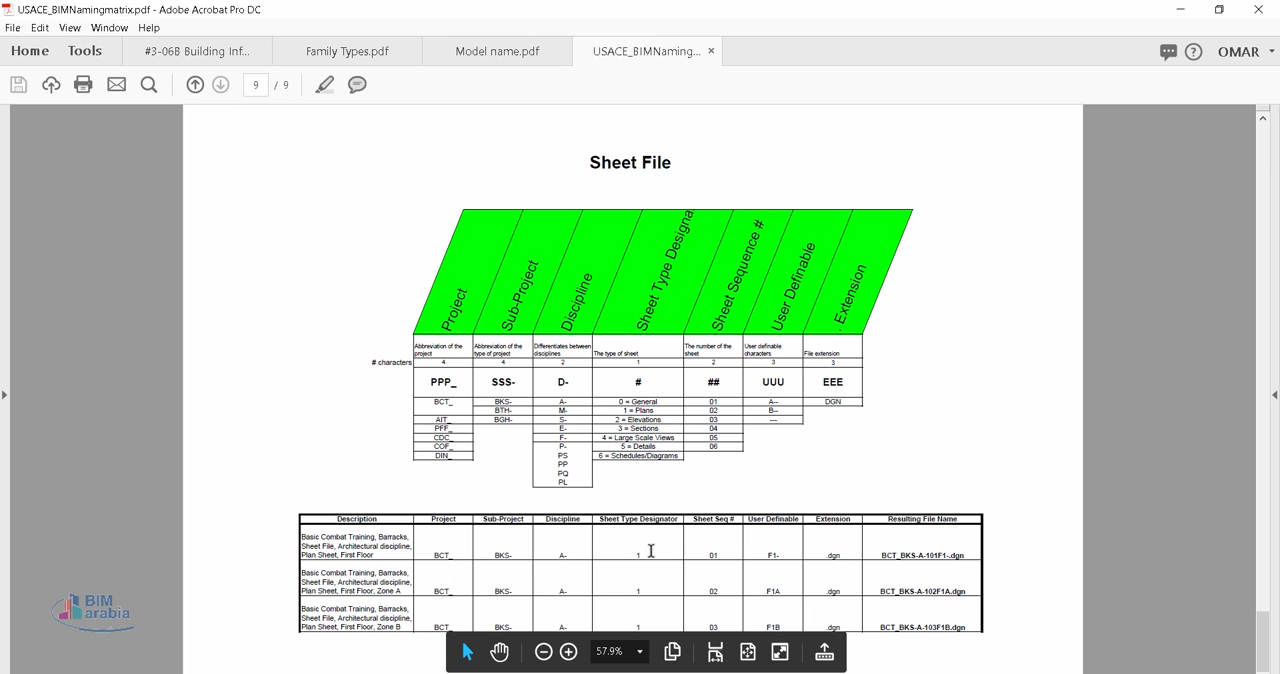 USACE_BIMNamingmatrix.pdf - Adobe Acrobat Pro DC
File Edit View Window Help
Home Tools #3-06B Building Inf... Family Types.pdf Model name.pdf USACE_BIMNaming... × OMAR
9 / 9
Sheet File
Project Sub-Project Discipline Sheet Type Designa Sheet Sequence # User Definable . Extension
Abbreviation of the project Abbreviation of the type of project Differentiates between disciplines The type of sheet The number of the sheet User definable characters File extension
# characters 4 4 2 1 2 3 3
PPP_ SSS- D- # ## UUU EEE
BCT_ BKS- A- 0 = General 01 A-- DGN
BTH- M- 1 = Plans 02 B--
AIT_ BGH- S- 2 = Elevations 03 ---
PFF_ E- 3 = Sections 04
CDC_ F- 4 = Large Scale Views 05
COF_ P- 5 = Details 06
DIN_ PS 6 = Schedules/Diagrams
PP
PQ
PL
Description Project Sub-Project Discipline Sheet Type Designator Sheet Seq # User Definable Extension Resulting File Name
Basic Combat Training, Barracks,
Sheet File, Architectural discipline,
Plan Sheet, First Floor BCT_ BKS- A- 1 01 F1- .dgn BCT_BKS-A-101F1-.dgn
Basic Combat Training, Barracks,
Sheet File, Architectural discipline,
Plan Sheet, First Floor, Zone A BCT_ BKS- A- 1 02 F1A .dgn BCT_BKS-A-102F1A.dgn
Basic Combat Training, Barracks,
Sheet File, Architectural discipline,
Plan Sheet, First Floor, Zone B BCT_ BKS- A- 1 03 F1B .dgn BCT_BKS-A-103F1B.dgn
BIM
arabia
57.9%